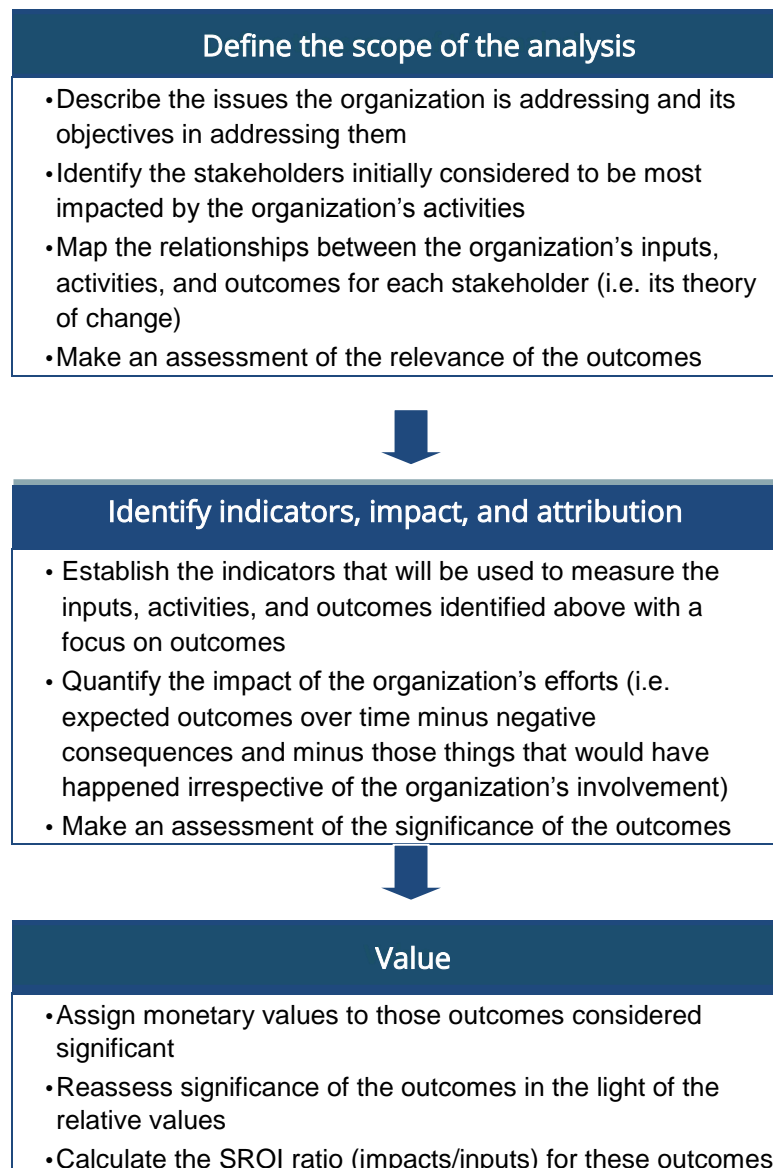 Define the scope of the analysis
•Describe the issues the organization is addressing and its
objectives in addressing them
•Identify the stakeholders initially considered to be most
impacted by the organization’s activities
•Map the relationships between the organization’s inputs,
activities, and outcomes for each stakeholder (i.e. its theory
of change)
•Make an assessment of the relevance of the outcomes
Identify indicators, impact, and attribution
• Establish the indicators that will be used to measure the
inputs, activities, and outcomes identified above with a
focus on outcomes
• Quantify the impact of the organization’s efforts (i.e.
expected outcomes over time minus negative
consequences and minus those things that would have
happened irrespective of the organization’s involvement)
• Make an assessment of the significance of the outcomes
Value
•Assign monetary values to those outcomes considered
significant
•Reassess significance of the outcomes in the light of the
relative values
•Calculate the SROI ratio (impacts/inputs) for these outcomes